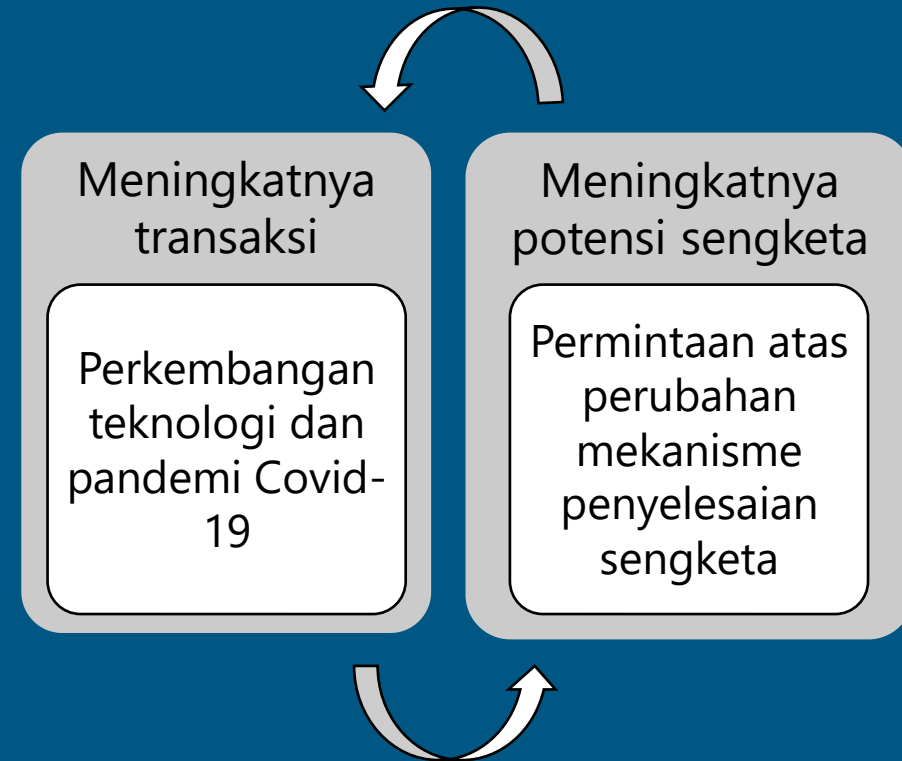 Meningkatnya
transaksi
Perkembangan
teknologi dan
pandemi Covid-
19
Meningkatnya
potensi sengketa
Permintaan atas
perubahan
mekanisme
penyelesaian
sengketa